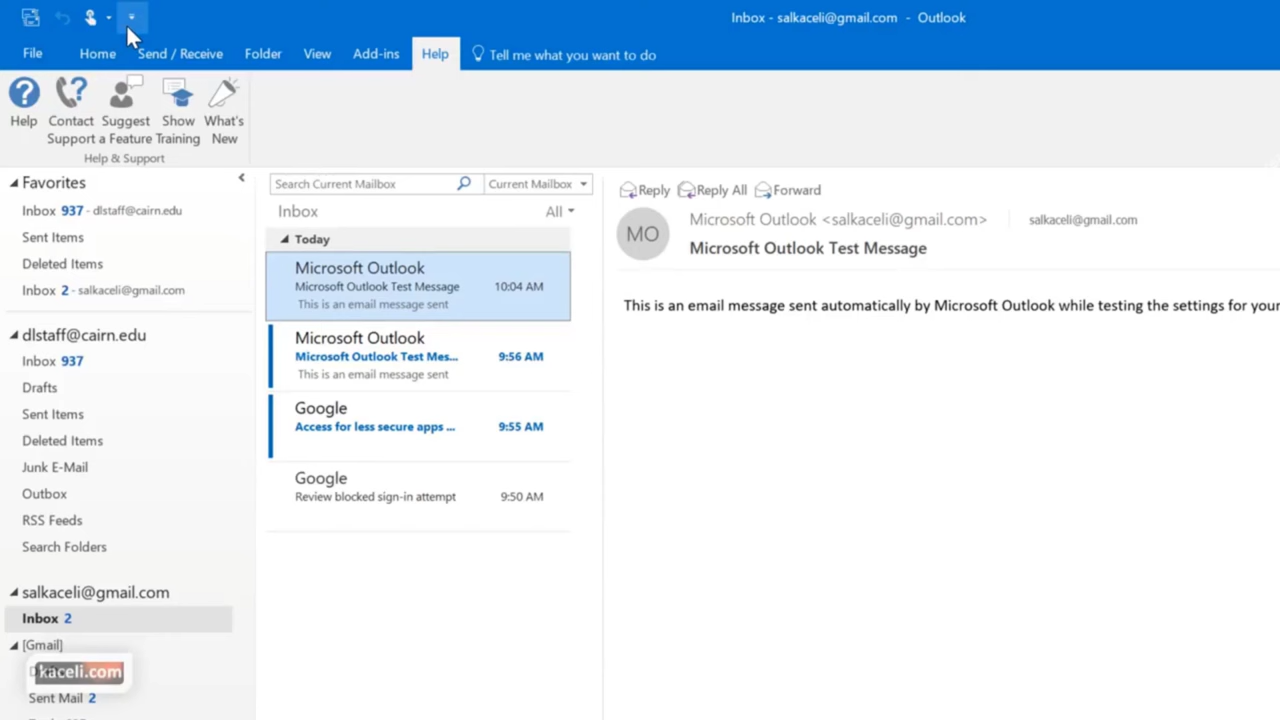 Inbox - salkaceli@gmail.com - Outlook
File Home Send / Receive Folder View Add-ins Help Tell me what you want to do
Help Contact Support Suggest a Feature Show Training What's New
Help & Support
Favorites
Inbox 937 - dlstaff@cairn.edu
Sent Items
Deleted Items
Inbox 2 - salkaceli@gmail.com
dlstaff@cairn.edu
Inbox 937
Drafts
Sent Items
Deleted Items
Junk E-Mail
Outbox
RSS Feeds
Search Folders
salkaceli@gmail.com
Inbox 2
[Gmail]
kaceli.com
Sent Mail 2
Search Current Mailbox Current Mailbox
Inbox All
Today
Microsoft Outlook
Microsoft Outlook Test Message 10:04 AM
This is an email message sent
Microsoft Outlook
Microsoft Outlook Test Mes... 9:56 AM
This is an email message sent
Google
Access for less secure apps ... 9:55 AM
Google
Review blocked sign-in attempt 9:50 AM
Reply Reply All Forward
MO
Microsoft Outlook <salkaceli@gmail.com> salkaceli@gmail.com
Microsoft Outlook Test Message
This is an email message sent automatically by Microsoft Outlook while testing the settings for your